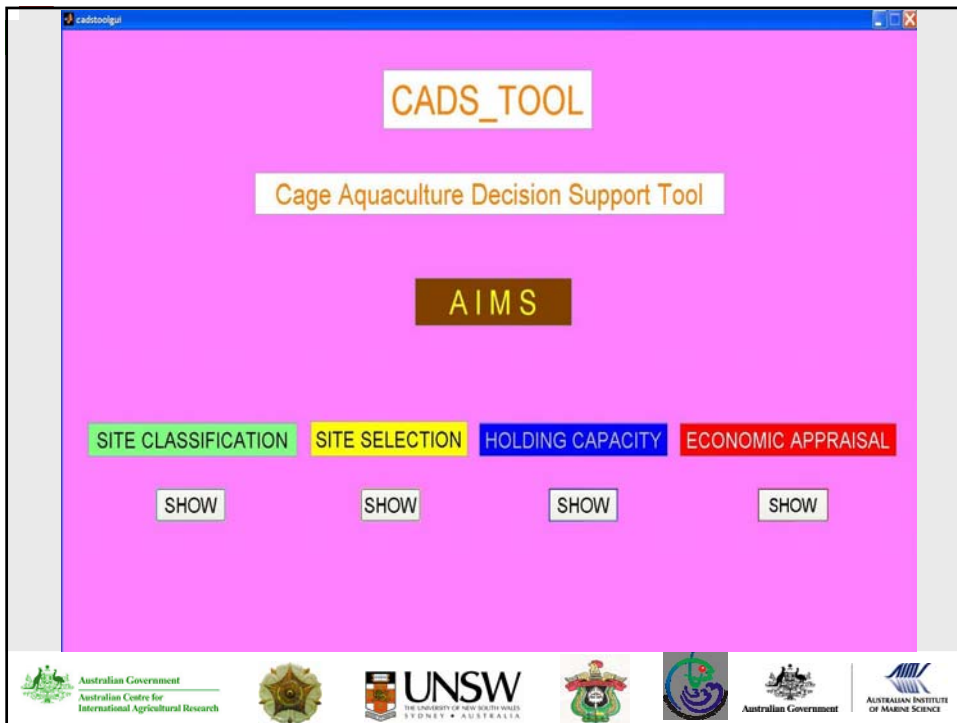 cadstoolgui
CADS_TOOL
Cage Aquaculture Decision Support Tool
A I M S
SITE CLASSIFICATION
SITE SELECTION
HOLDING CAPACITY
ECONOMIC APPRAISAL
SHOW
SHOW
SHOW
SHOW
Australian Government
Australian Centre for
International Agricultural Research
UNSW
THE UNIVERSITY OF NEW SOUTH WALES
SYDNEY • AUSTRALIA
Australian Government
AIMS
AUSTRALIAN INSTITUTE
OF MARINE SCIENCE